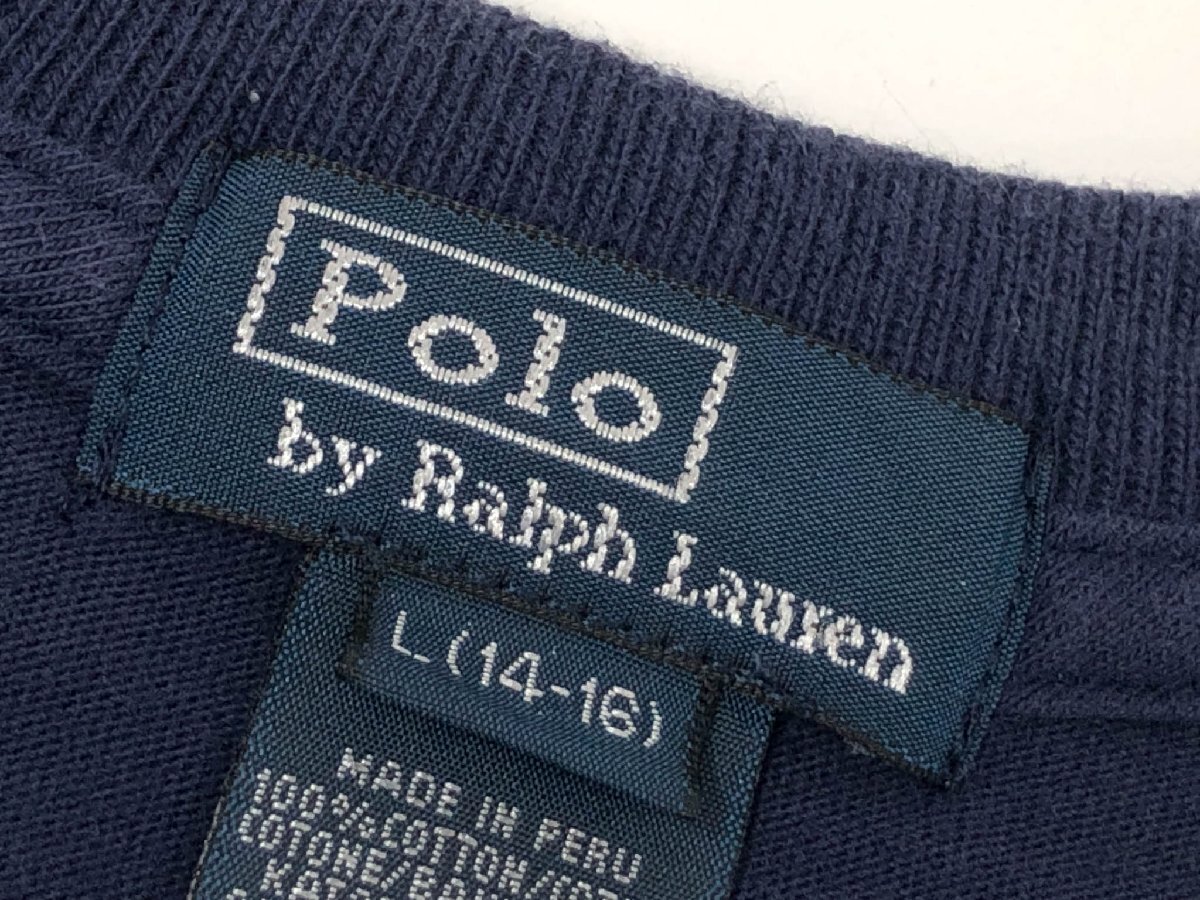 Polo
by Ralph Lauren
L (14-16)
MADE IN PERU
100% COTTON/